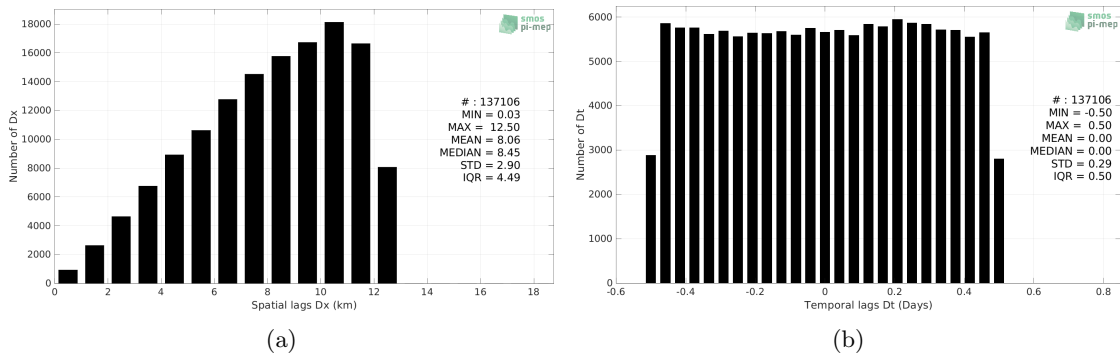 smos
pi-mep
18000
16000
14000
12000
10000
8000
6000
4000
2000
0
Number of Dx
# : 137106
MIN = 0.03
MAX = 12.50
MEAN = 8.06
MEDIAN = 8.45
STD = 2.90
IQR = 4.49
0 2 4 6 8 10 12 14 16 18
Spatial lags Dx (km)
(a)
smos
pi-mep
6000
5000
4000
3000
2000
1000
0
Number of Dt
# : 137106
MIN = -0.50
MAX = 0.50
MEAN = 0.00
MEDIAN = 0.00
STD = 0.29
IQR = 0.50
-0.6 -0.4 -0.2 0 0.2 0.4 0.6 0.8
Temporal lags Dt (Days)
(b)